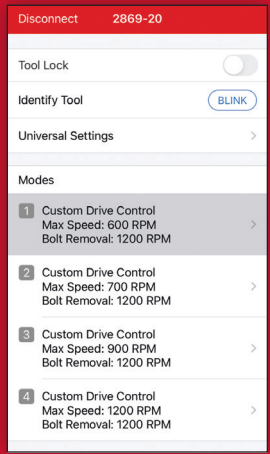 Disconnect 2869-20
Tool Lock
Identify Tool BLINK
Universal Settings
Modes
1 Custom Drive Control
Max Speed: 600 RPM
Bolt Removal: 1200 RPM
2 Custom Drive Control
Max Speed: 700 RPM
Bolt Removal: 1200 RPM
3 Custom Drive Control
Max Speed: 900 RPM
Bolt Removal: 1200 RPM
4 Custom Drive Control
Max Speed: 1200 RPM
Bolt Removal: 1200 RPM